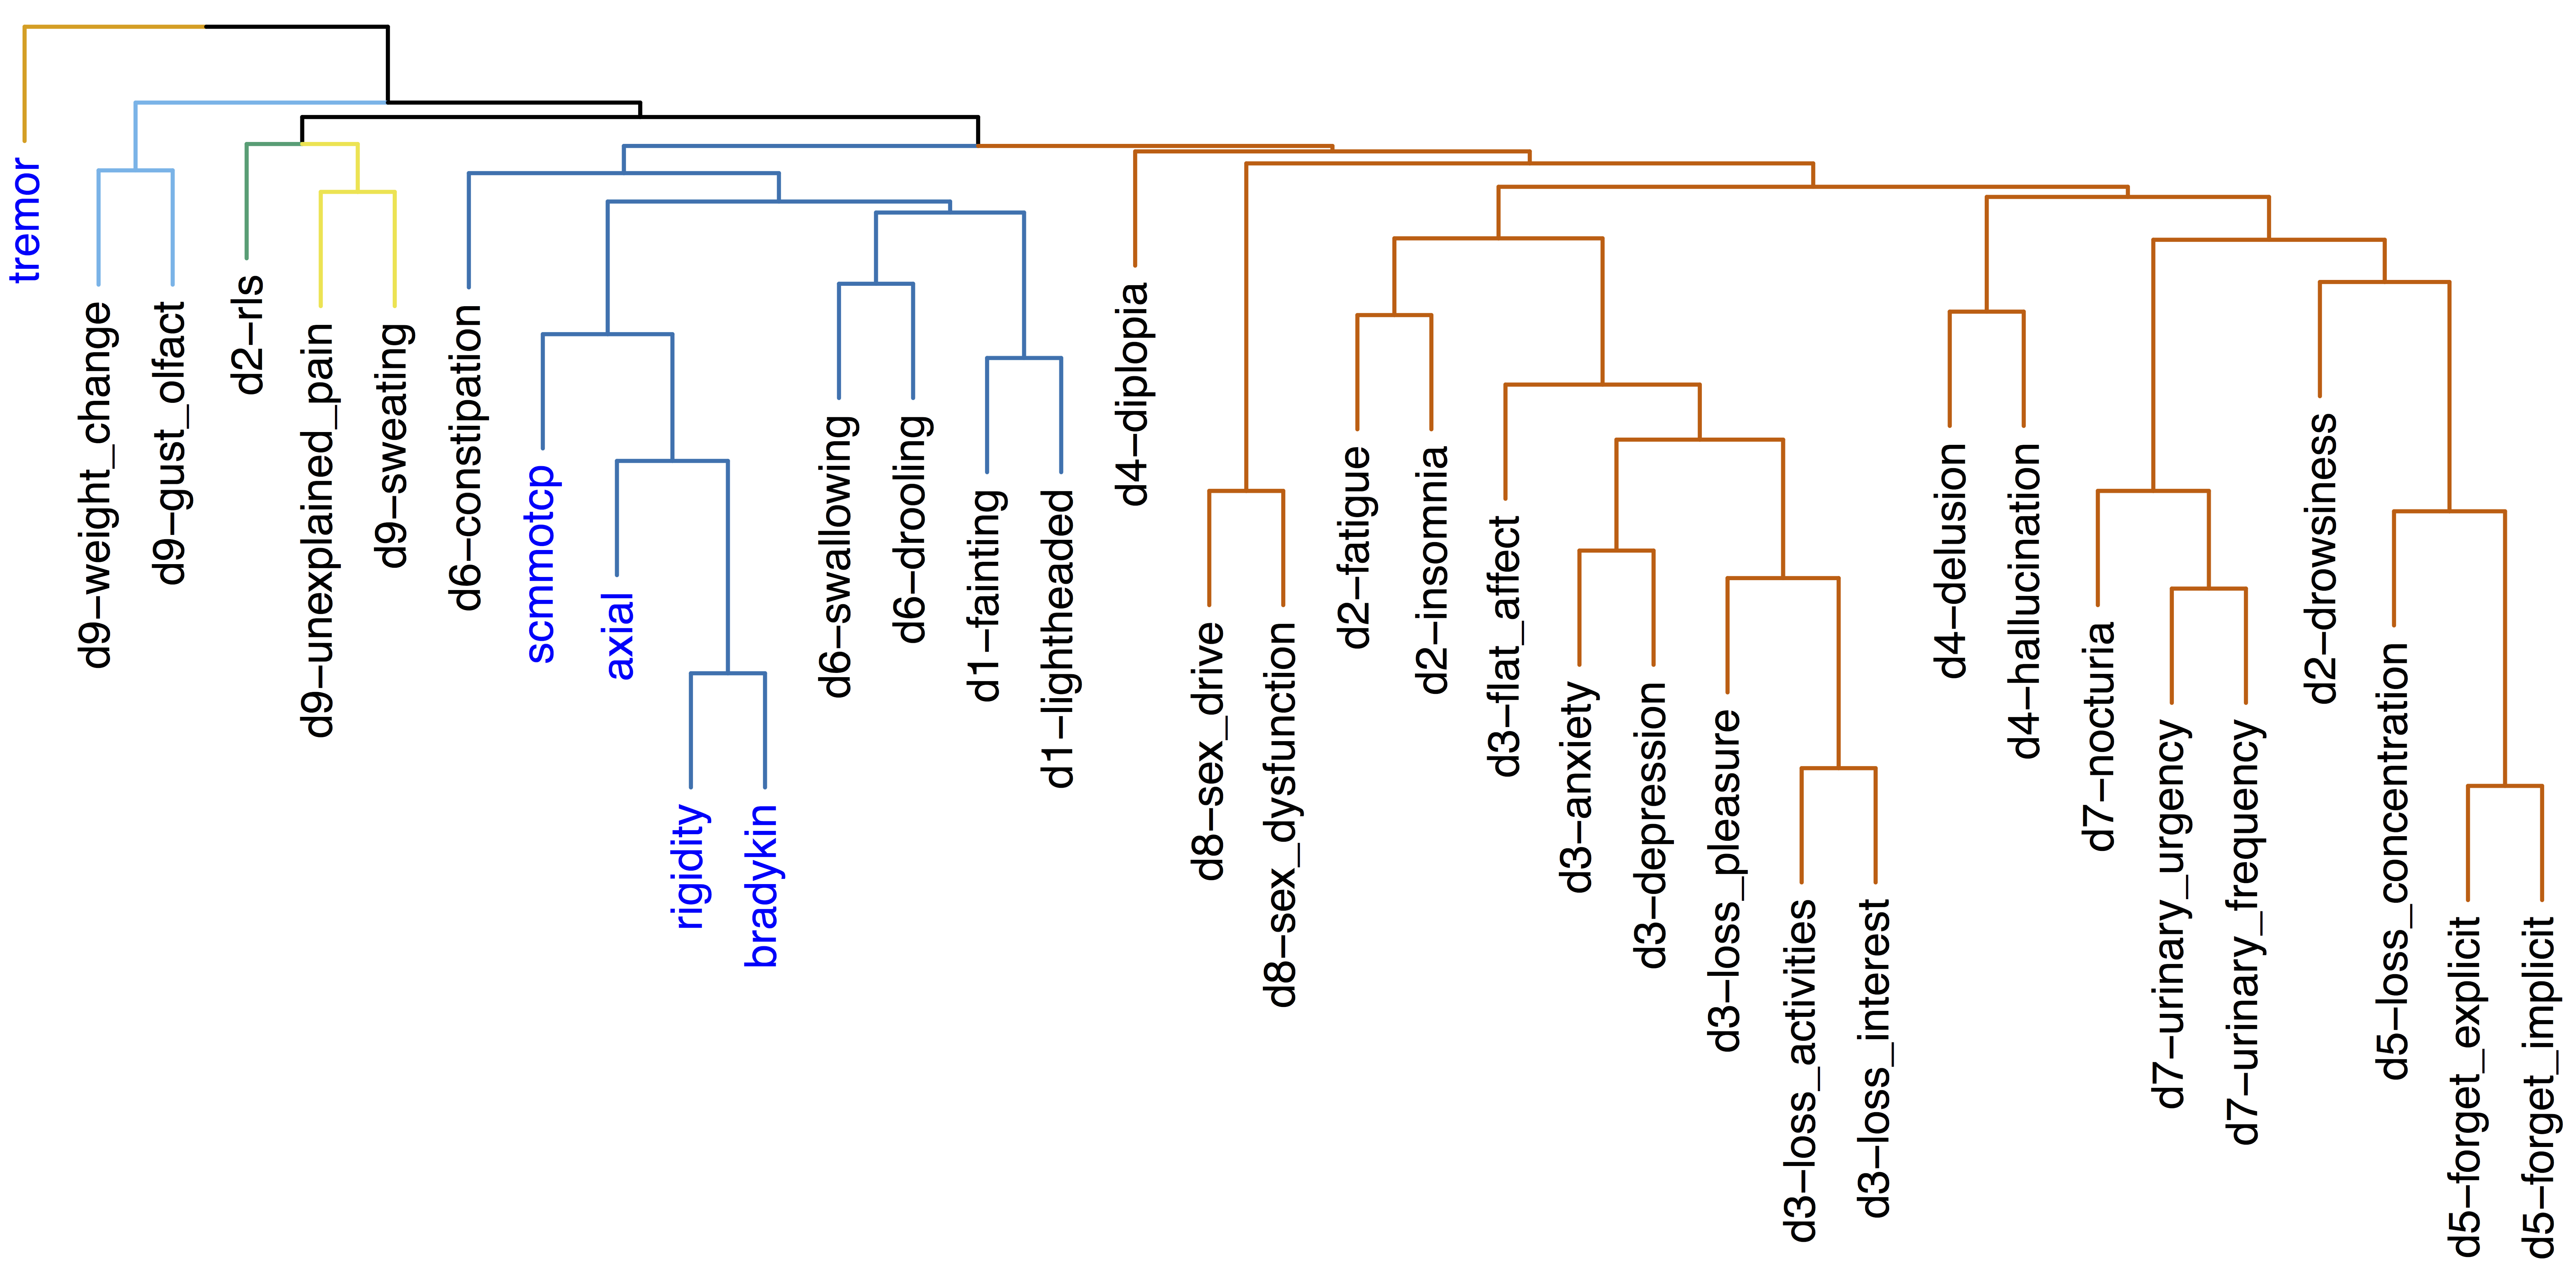 tremor
d9−weight_change
d9−gust_olfact
d2−rls
d9−unexplained_pain
d9−sweating
d6−constipation
scmmotcp
axial
rigidity
bradykin
d6−swallowing
d6−drooling
d1−fainting
d1−lightheaded
d4−diplopia
d8−sex_drive
d8−sex_dysfunction
d2−fatigue
d2−insomnia
d3−flat_affect
d3−anxiety
d3−depression
d3−loss_pleasure
d3−loss_activities
d3−loss_interest
d4−delusion
d4−hallucination
d7−nocturia
d7−urinary_urgency
d7−urinary_frequency
d2−drowsiness
d5−loss_concentration
d5−forget_explicit
d5−forget_implicit